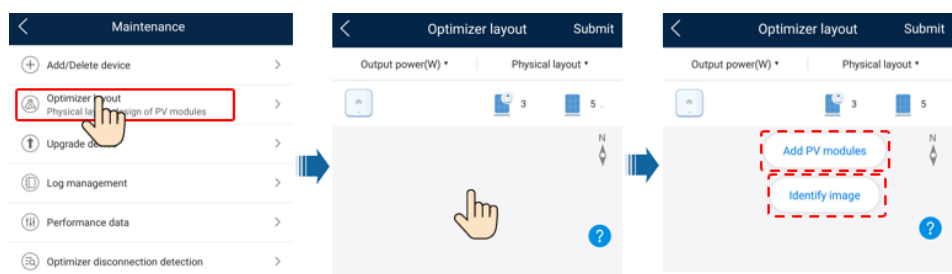 Maintenance
Add/Delete device
Optimizer layout
Physical layout design of PV modules
Upgrade device
Log management
Performance data
Optimizer disconnection detection
Optimizer layout Submit
Output power(W) Physical layout
3 5 .
N
?
Optimizer layout Submit
Output power(W) Physical layout
3 5
N
Add PV modules
Identify image
?